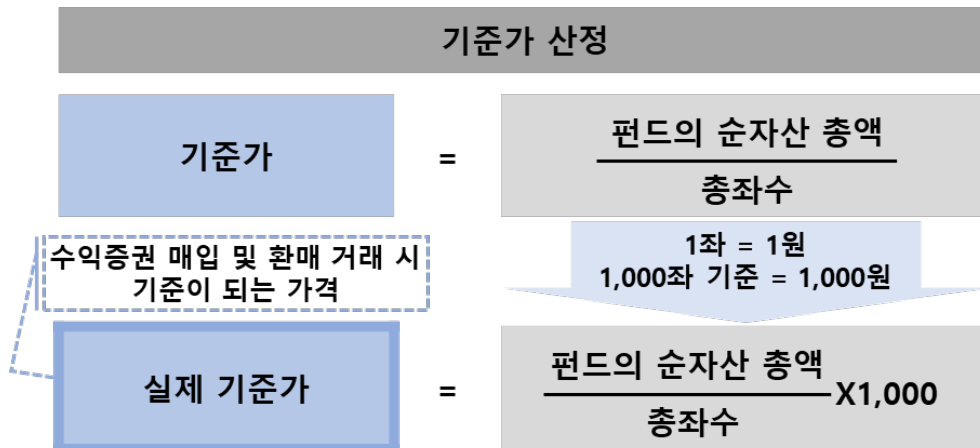 기준가 산정
기준가
=
펀드의 순자산 총액
총좌수
수익증권 매입 및 환매 거래 시
기준이 되는 가격
1좌 = 1원
1,000좌 기준 = 1,000원
실제 기준가
=
펀드의 순자산 총액
총좌수
X1,000